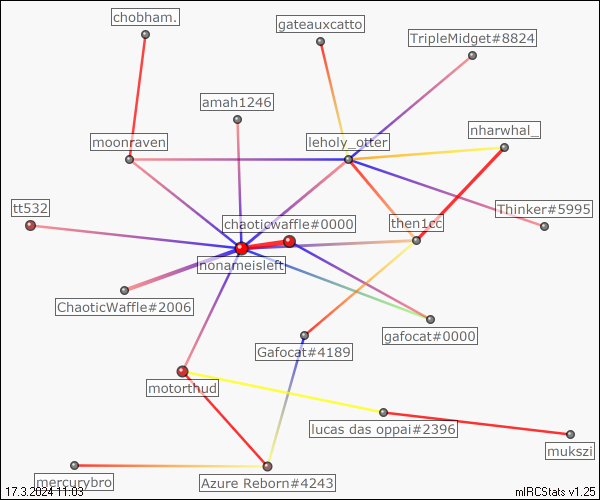 chobham.
gateauxcatto
TripleMidget#8824
amah1246
nharwhal_
moonraven
leholy_otter
tt532
Thinker#5995
chaoticwaffle#0000
then1cc
nonameisleft
ChaoticWaffle#2006
gafocat#0000
Gafocat#4189
motorthud
lucas das oppai#2396
mukszi
mercurybro
Azure Reborn#4243
17.3.2024 11:03
mIRCStats v1.25